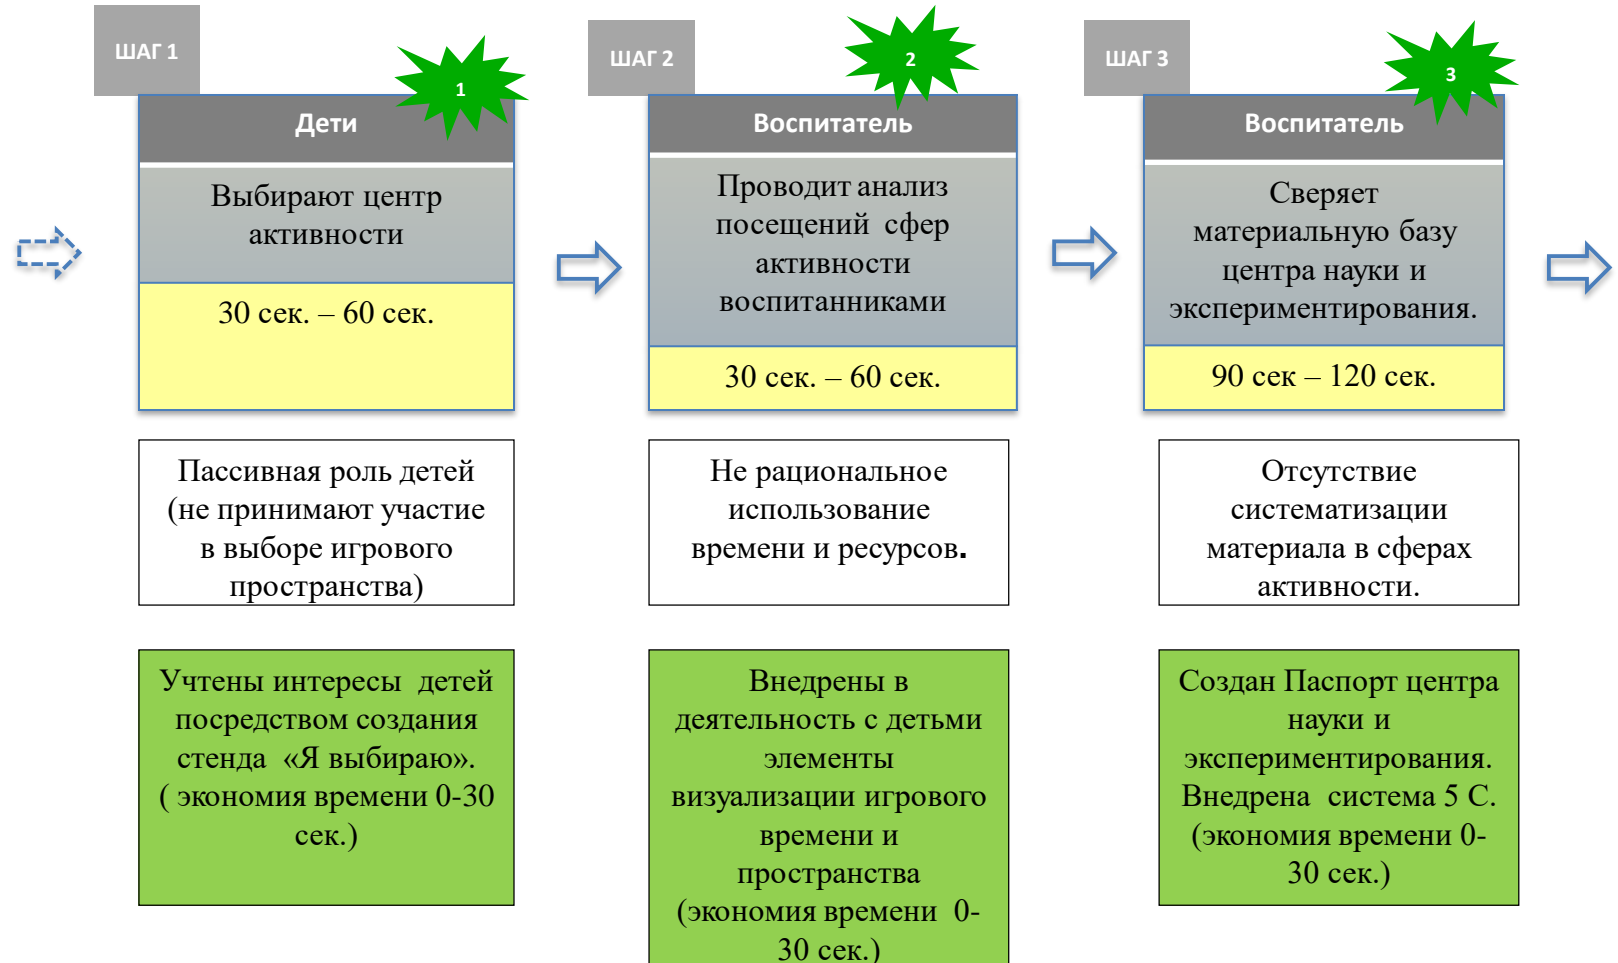 ШАГ 1
1
Дети
Выбирают центр
активности
30 сек. – 60 сек.
Пассивная роль детей
(не принимают участие
в выборе игрового
пространства)
Учтены интересы детей
посредством создания
стенда «Я выбираю».
( экономия времени 0-30
сек.)
ШАГ 2
2
Воспитатель
Проводит анализ
посещений сфер
активности
воспитанниками
30 сек. – 60 сек.
Не рациональное
использование
времени и ресурсов.
Внедрены в
деятельность с детьми
элементы
визуализации игрового
времени и
пространства
(экономия времени 0-
30 сек.)
ШАГ 3
3
Воспитатель
Сверяет
материальную базу
центра науки и
экспериментирования.
90 сек – 120 сек.
Отсутствие
систематизации
материала в сферах
активности.
Создан Паспорт центра
науки и
экспериментирования.
Внедрена система 5 С.
(экономия времени 0-
30 сек.)